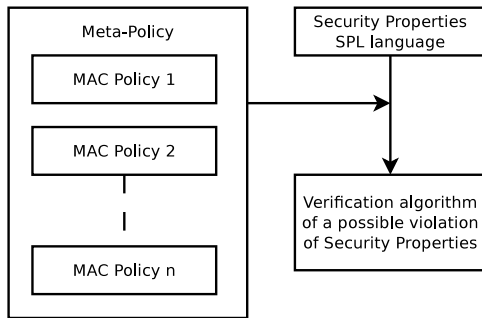 Meta-Policy
MAC Policy 1
MAC Policy 2
MAC Policy n
Security Properties
SPL language
Verification algorithm
of a possible violation
of Security Properties